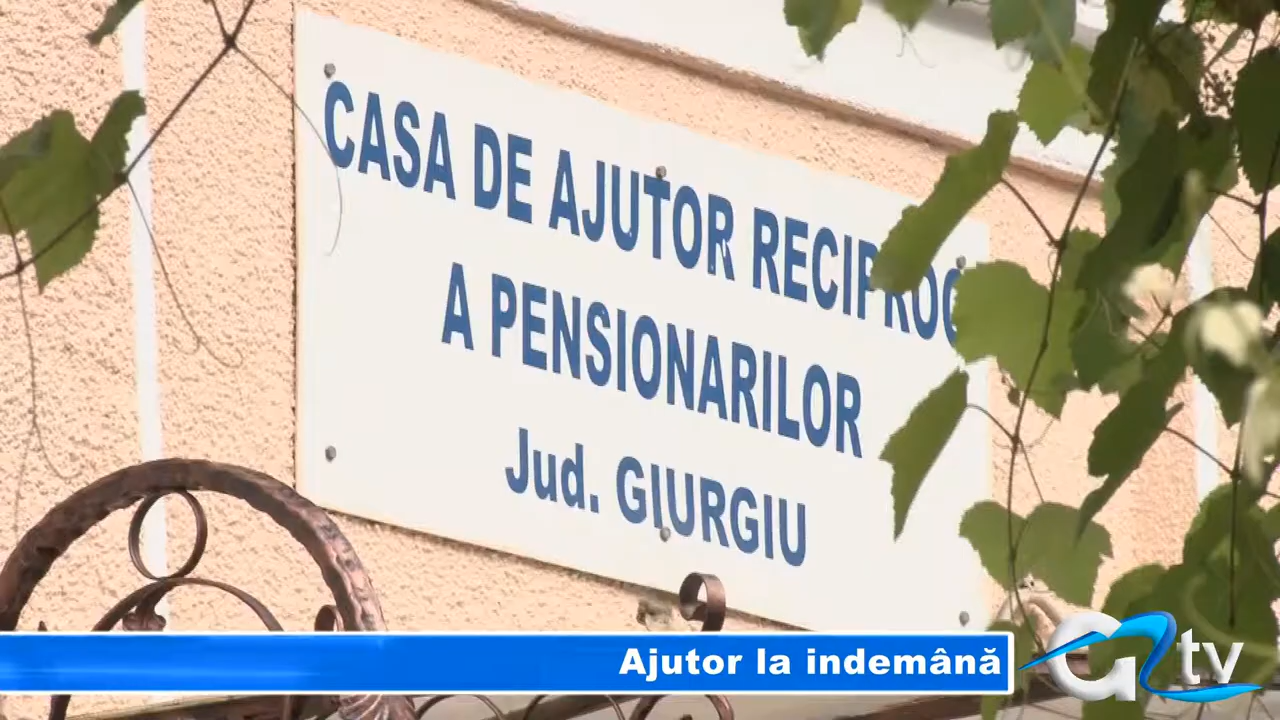 CASA DE AJUTOR RECIPROC
A PENSIONARILOR
Jud. GIURGIU
Ajutor la indemână
G tv